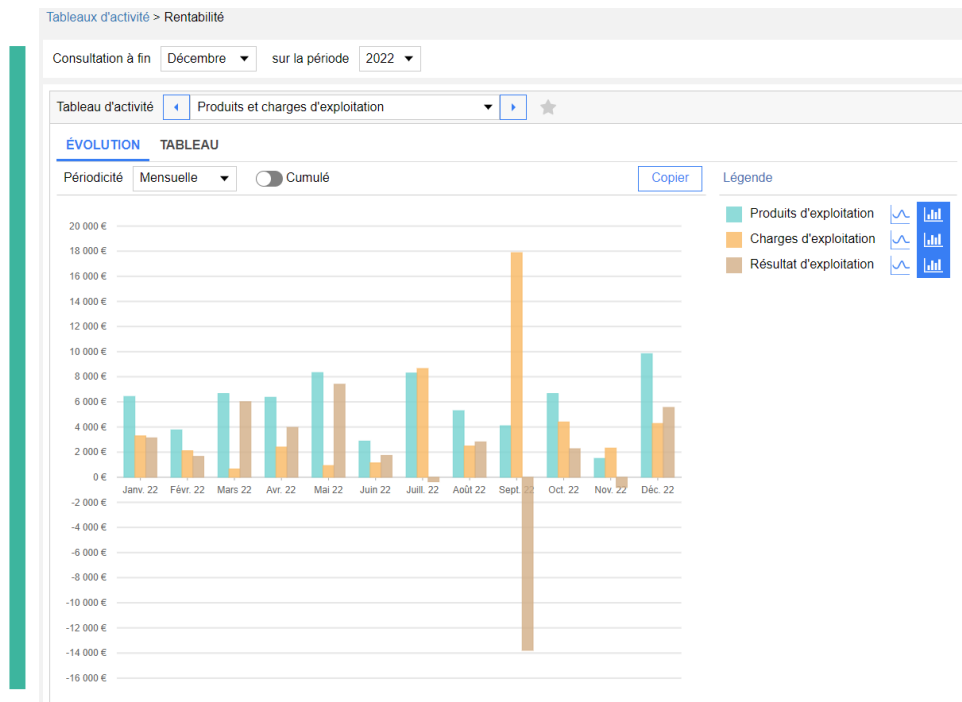 Tableaux d'activité > Rentabilité
Consultation à fin Décembre sur la période 2022
Tableau d'activité Produits et charges d'exploitation
ÉVOLUTION TABLEAU
Périodicité Mensuelle Cumulé Copier Légende
Produits d'exploitation
Charges d'exploitation
Résultat d'exploitation
20 000 €
18 000 €
16 000 €
14 000 €
12 000 €
10 000 €
8 000 €
6 000 €
4 000 €
2 000 €
0 €
Janv. 22 Févr. 22 Mars 22 Avr. 22 Mai 22 Juin 22 Juill. 22 Août 22 Sept. 22 Oct. 22 Nov. 22 Déc. 22
-2 000 €
-4 000 €
-6 000 €
-8 000 €
-10 000 €
-12 000 €
-14 000 €
-16 000 €